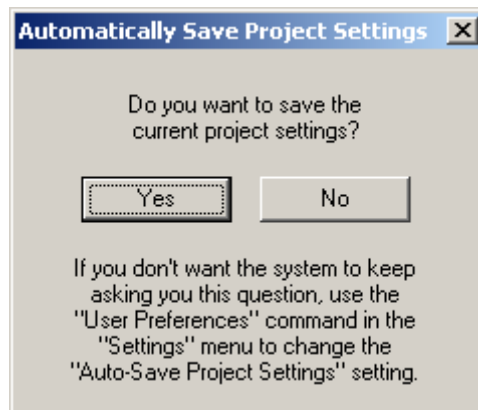 Automatically Save Project Settings
Do you want to save the
current project settings?
Yes
No
If you don't want the system to keep
asking you this question, use the
"User Preferences" command in the
"Settings" menu to change the
"Auto-Save Project Settings" setting.